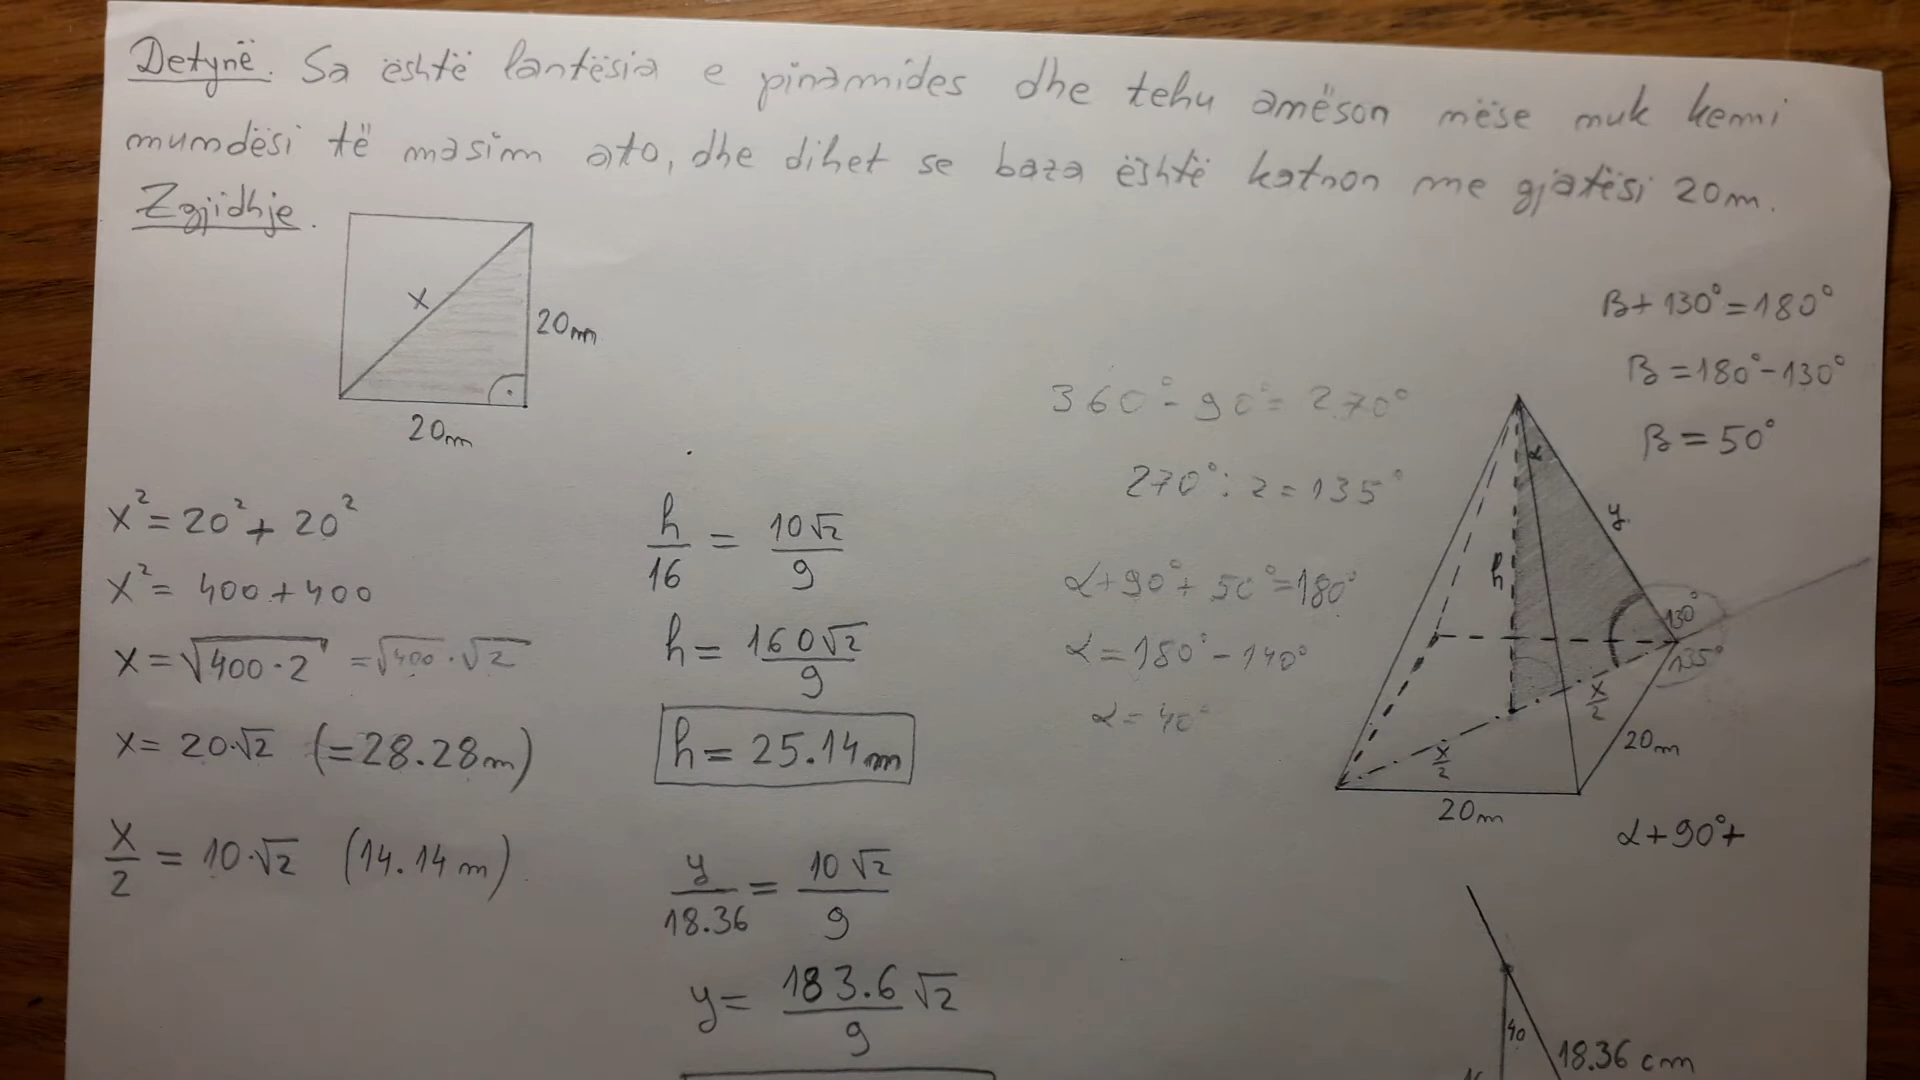 Detynë. Sa është lartësia e piramides dhe tehu anëson nëse nuk kemi
mundësi të masim ato, dhe dihet se baza është katror me gjatësi 20m.
Zgjidhje.
x
20m
20m
x² = 20² + 20²
x² = 400 + 400
x = √400·2 = √400 · √2
x = 20·√2 (=28.28m)
x/2 = 10·√2 (14.14m)
h/16 = 10√2/9
h = 160√2/9
h = 25.14m
y/18.36 = 10√2/9
y = 183.6√2/9
360° - 90° = 270°
270° : 2 = 135°
α + 90° + 50° = 180°
α = 180° - 140°
α = 40°
β + 130° = 180°
β = 180° - 130°
β = 50°
α
y
h
130°
135°
x/2
x/2
20m
20m
α + 90° +
40
18.36 cm